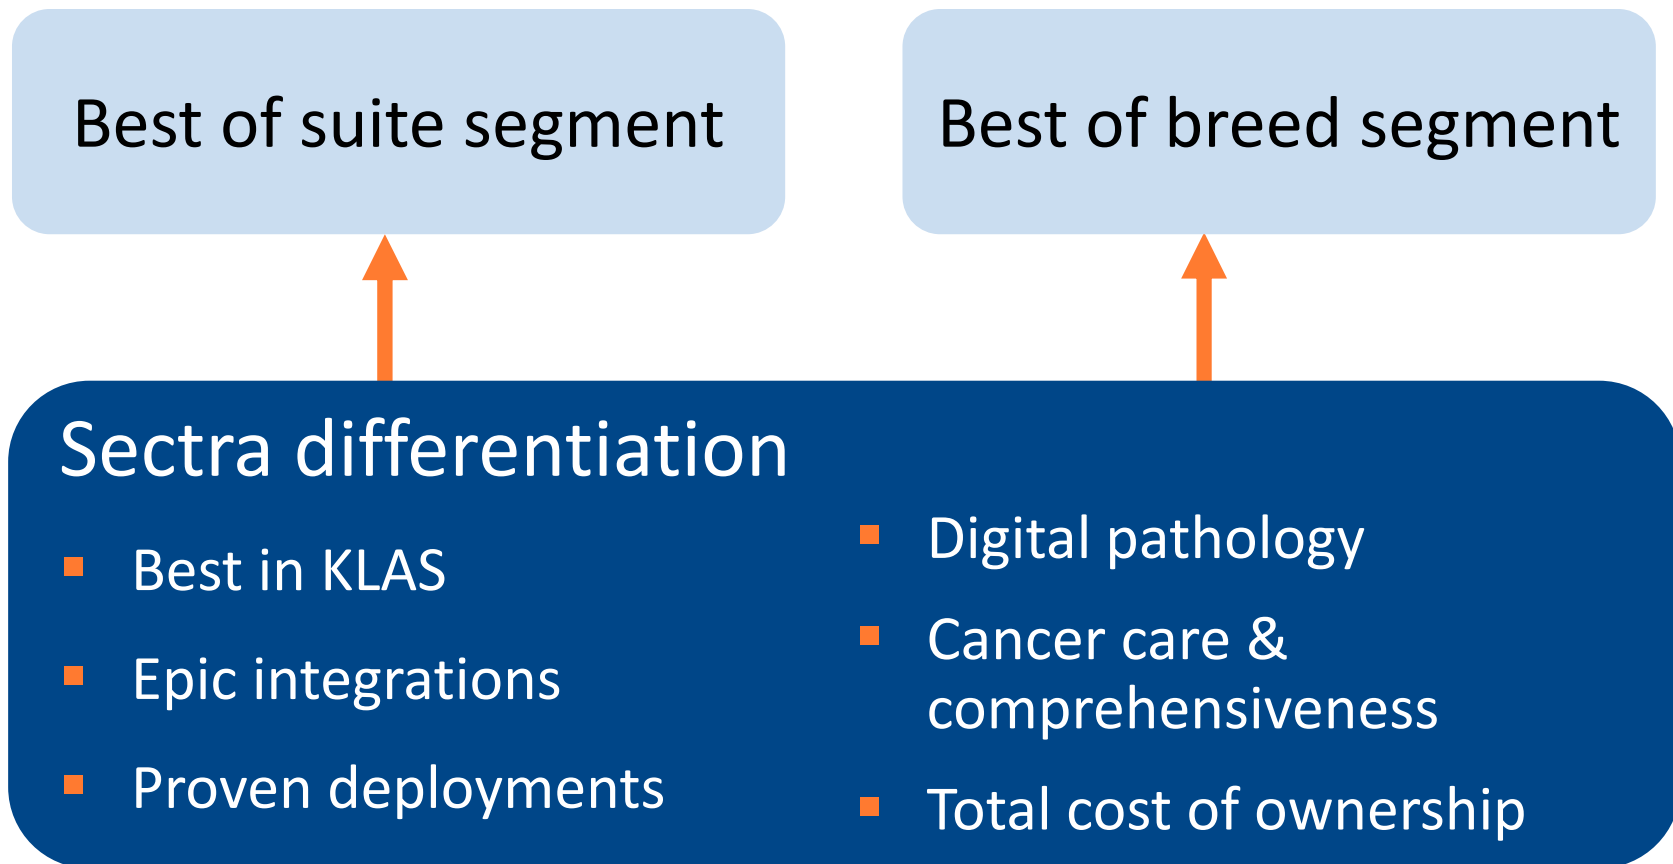 Best of suite segment
Best of breed segment
Sectra differentiation
Best in KLAS
Epic integrations
Proven deployments
Digital pathology
Cancer care &
comprehensiveness
Total cost of ownership